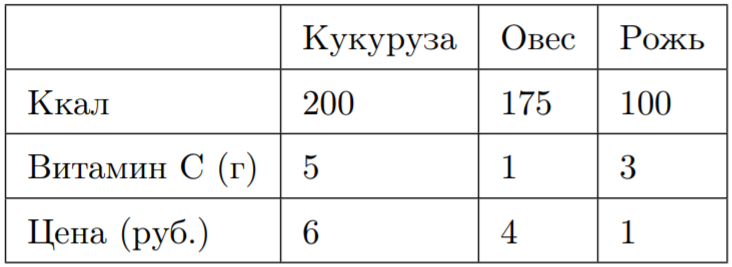 Кукуруза Овес Рожь
Ккал 200 175 100
Витамин C (г) 5 1 3
Цена (руб.) 6 4 1